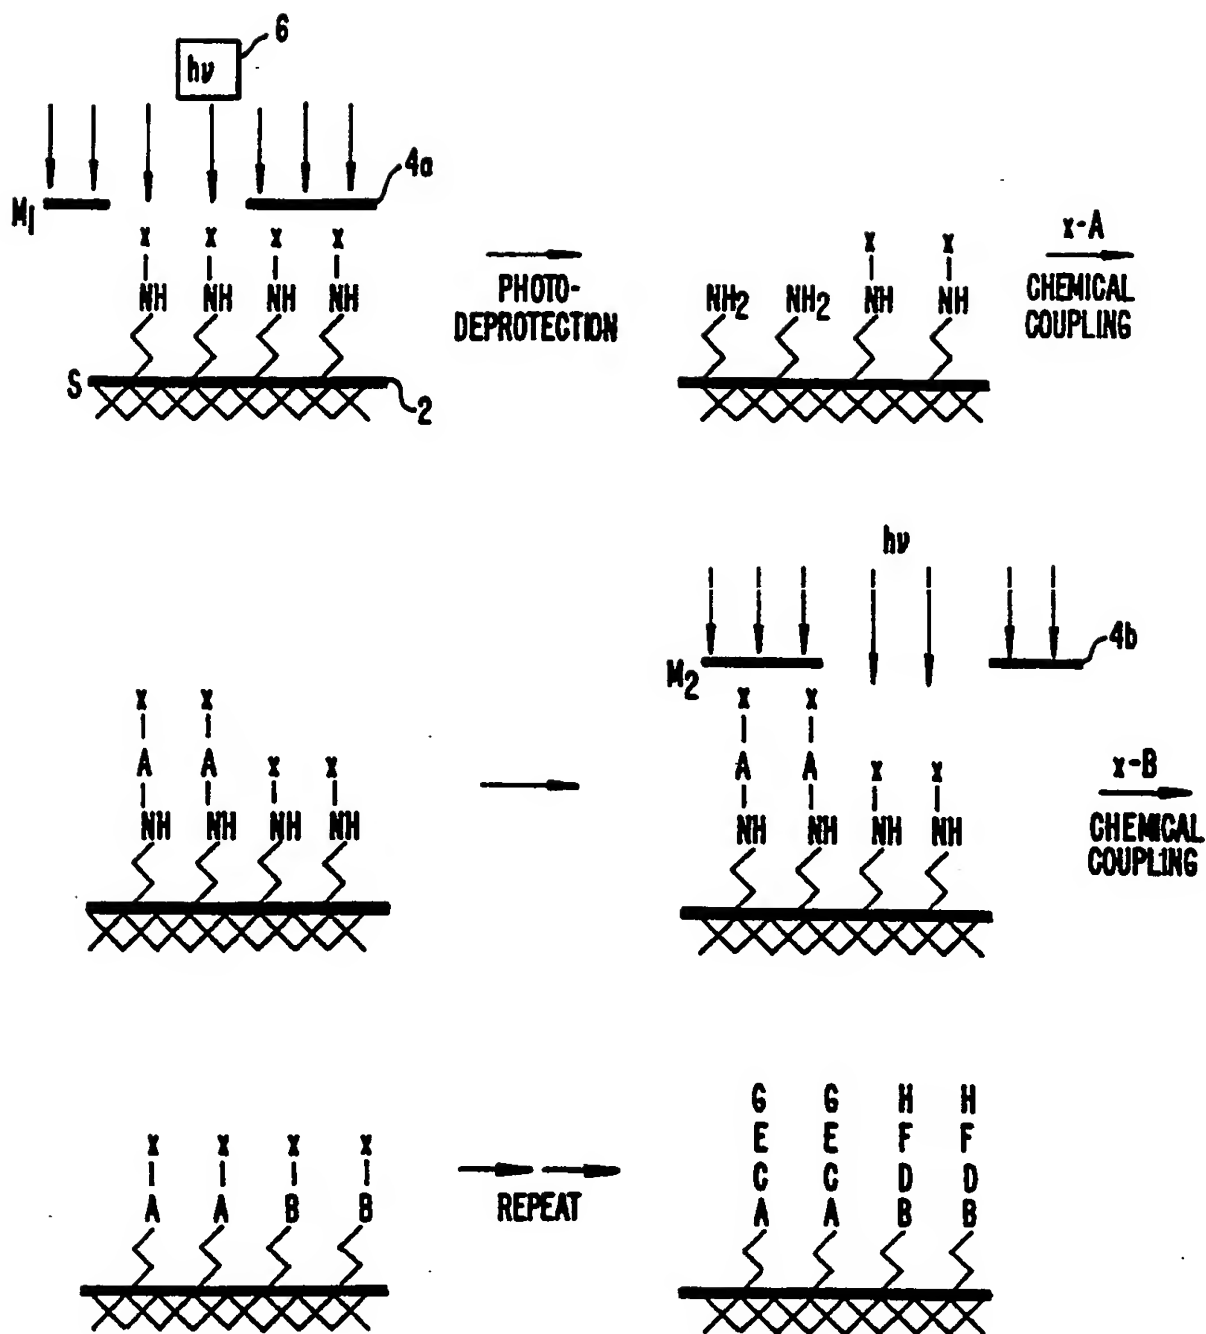 6
hν
4a
M1
x x x x
NH NH NH NH
S
2
PHOTO-
DEPROTECTION
x x
NH2 NH2 NH NH
x-A
CHEMICAL
COUPLING
x x
A A x x
NH NH NH NH
hν
4b
M2
x x
A A x x
NH NH NH NH
x-B
CHEMICAL
COUPLING
x x x x
A A B B
REPEAT
G G H H
E E F F
C C D D
A A B B